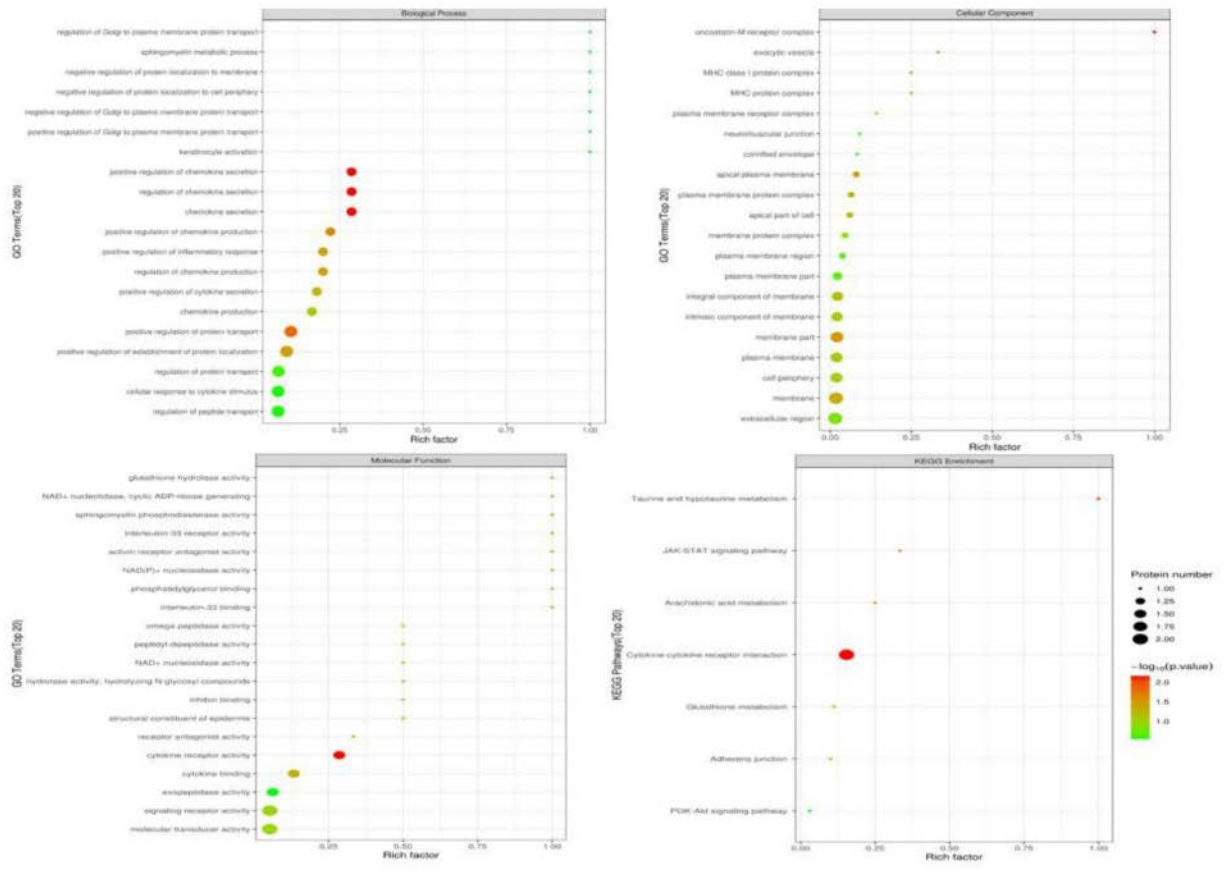 Biological Process
GO Terms(Top 20)
regulation of Golgi to plasma membrane protein transport
sphingomyelin metabolic process
negative regulation of protein localization to membrane
negative regulation of protein localization to cell periphery
negative regulation of Golgi to plasma membrane protein transport
positive regulation of Golgi to plasma membrane protein transport
keratinocyte activation
positive regulation of chemokine secretion
regulation of chemokine secretion
chemokine secretion
positive regulation of chemokine production
positive regulation of inflammatory response
regulation of chemokine production
positive regulation of cytokine secretion
chemokine production
positive regulation of protein transport
positive regulation of establishment of protein localization
regulation of protein transport
cellular response to cytokine stimulus
regulation of peptide transport
0.25 0.50 0.75 1.00
Rich factor
Cellular Component
GO Terms(Top 20)
oncostatin-M receptor complex
exocytic vesicle
MHC class I protein complex
MHC protein complex
plasma membrane receptor complex
neuromuscular junction
cornified envelope
apical plasma membrane
plasma membrane protein complex
apical part of cell
membrane protein complex
plasma membrane region
plasma membrane part
integral component of membrane
intrinsic component of membrane
membrane part
plasma membrane
cell periphery
membrane
extracellular region
0.00 0.25 0.50 0.75 1.00
Rich factor
Molecular Function
GO Terms(Top 20)
glutathione hydrolase activity
NAD+ nucleotidase, cyclic ADP-ribose generating
sphingomyelin phosphodiesterase activity
interleukin-33 receptor activity
activin receptor antagonist activity
NAD(P)+ nucleosidase activity
phosphatidylglycerol binding
interleukin-33 binding
omega peptidase activity
peptidyl-dipeptidase activity
NAD+ nucleosidase activity
hydrolase activity, hydrolyzing N-glycosyl compounds
inhibin binding
structural constituent of epidermis
receptor antagonist activity
cytokine receptor activity
cytokine binding
exopeptidase activity
signaling receptor activity
molecular transducer activity
0.25 0.50 0.75 1.00
Rich factor
KEGG Enrichment
KEGG Pathways(Top 20)
Taurine and hypotaurine metabolism
JAK-STAT signaling pathway
Arachidonic acid metabolism
Cytokine-cytokine receptor interaction
Glutathione metabolism
Adherens junction
PI3K-Akt signaling pathway
0.00 0.25 0.50 0.75 1.00
Rich factor
Protein number
1.00
1.25
1.50
1.75
2.00
−log₁₀(p.value)
2.0
1.5
1.0